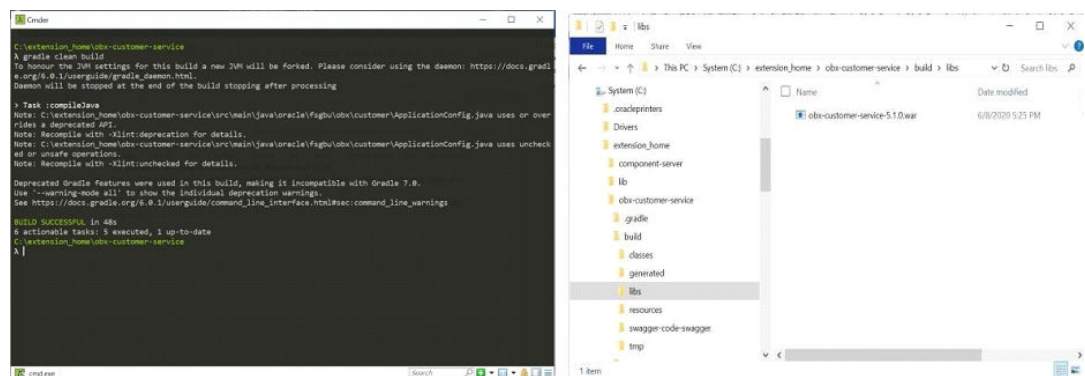 Cmder
C:\extension_home\obx-customer-service
λ gradle clean build
To honour the JVM settings for this build a new JVM will be forked. Please consider using the daemon: https://docs.gradl
e.org/6.0.1/userguide/gradle_daemon.html.
Daemon will be stopped at the end of the build stopping after processing
> Task :compileJava
Note: C:\extension_home\obx-customer-service\src\main\java\oracle\fsgbu\obx\customer\ApplicationConfig.java uses or over
rides a deprecated API.
Note: Recompile with -Xlint:deprecation for details.
Note: C:\extension_home\obx-customer-service\src\main\java\oracle\fsgbu\obx\customer\ApplicationConfig.java uses uncheck
ed or unsafe operations.
Note: Recompile with -Xlint:unchecked for details.
Deprecated Gradle features were used in this build, making it incompatible with Gradle 7.0.
Use '--warning-mode all' to show the individual deprecation warnings.
See https://docs.gradle.org/6.0.1/userguide/command_line_interface.html#sec:command_line_warnings
BUILD SUCCESSFUL in 48s
6 actionable tasks: 5 executed, 1 up-to-date
C:\extension_home\obx-customer-service
λ
cmd.exe
Search
libs
File Home Share View
This PC > System (C:) > extension_home > obx-customer-service > build > libs
Search libs
System (C:)
.oracleprinters
Drivers
extension_home
component-server
lib
obx-customer-service
.gradle
build
classes
generated
libs
resources
swagger-code-swagger
tmp
Name Date modified
obx-customer-service-5.1.0.war 6/8/2020 5:25 PM
1 item